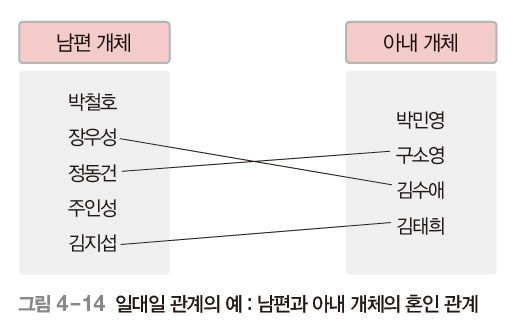 남편 개체
아내 개체
박철호
장우성
정동건
주인성
김지섭
박민영
구소영
김수애
김태희
그림 4-14 일대일 관계의 예 : 남편과 아내 개체의 혼인 관계